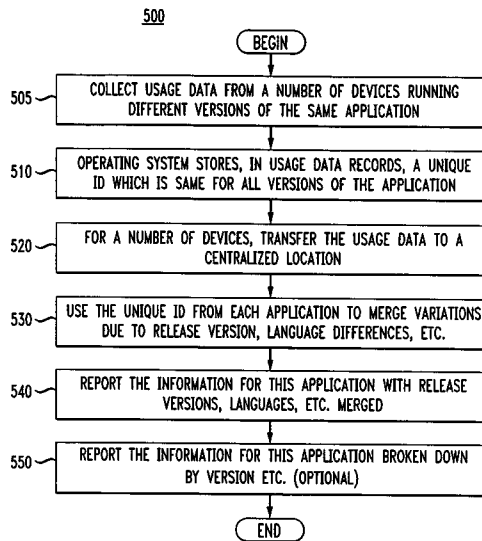 500
BEGIN
505
COLLECT USAGE DATA FROM A NUMBER OF DEVICES RUNNING
DIFFERENT VERSIONS OF THE SAME APPLICATION
510
OPERATING SYSTEM STORES, IN USAGE DATA RECORDS, A UNIQUE
ID WHICH IS SAME FOR ALL VERSIONS OF THE APPLICATION
520
FOR A NUMBER OF DEVICES, TRANSFER THE USAGE DATA TO A
CENTRALIZED LOCATION
530
USE THE UNIQUE ID FROM EACH APPLICATION TO MERGE VARIATIONS
DUE TO RELEASE VERSION, LANGUAGE DIFFERENCES, ETC.
540
REPORT THE INFORMATION FOR THIS APPLICATION WITH RELEASE
VERSIONS, LANGUAGES, ETC. MERGED
550
REPORT THE INFORMATION FOR THIS APPLICATION BROKEN DOWN
BY VERSION ETC. (OPTIONAL)
END